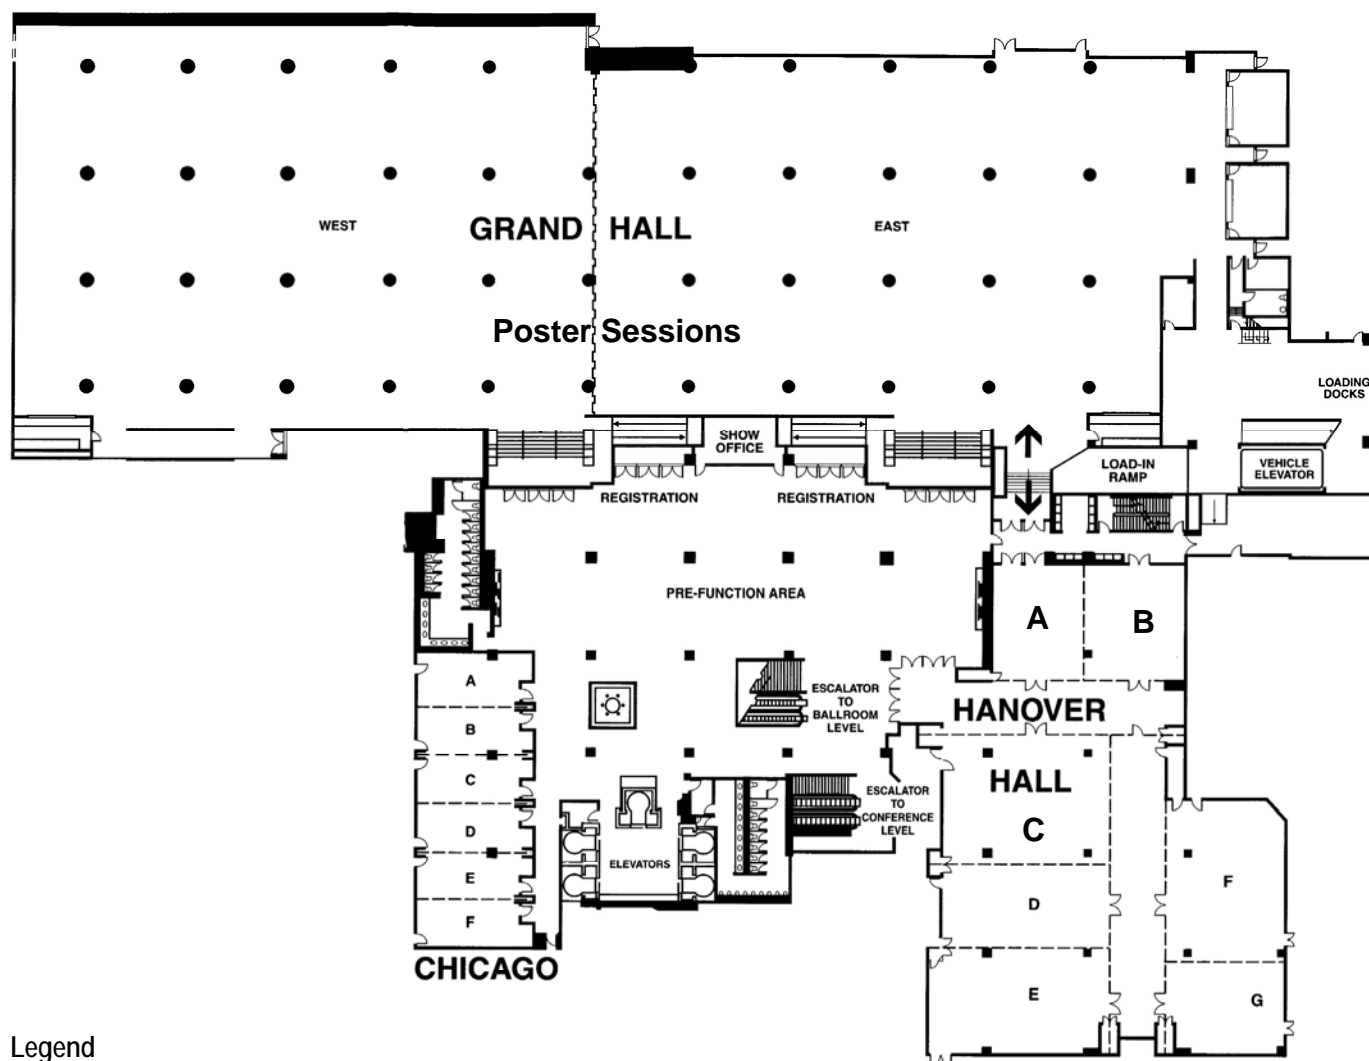 WEST
GRAND HALL
EAST
Poster Sessions
LOADING
DOCKS
SHOW
OFFICE
LOAD-IN
RAMP
VEHICLE
ELEVATOR
REGISTRATION
REGISTRATION
PRE-FUNCTION AREA
A
B
A
B
C
D
E
F
CHICAGO
ESCALATOR
TO
BALLROOM
LEVEL
ESCALATOR
TO
CONFERENCE
LEVEL
ELEVATORS
HANOVER
HALL
C
D
E
F
G
Legend